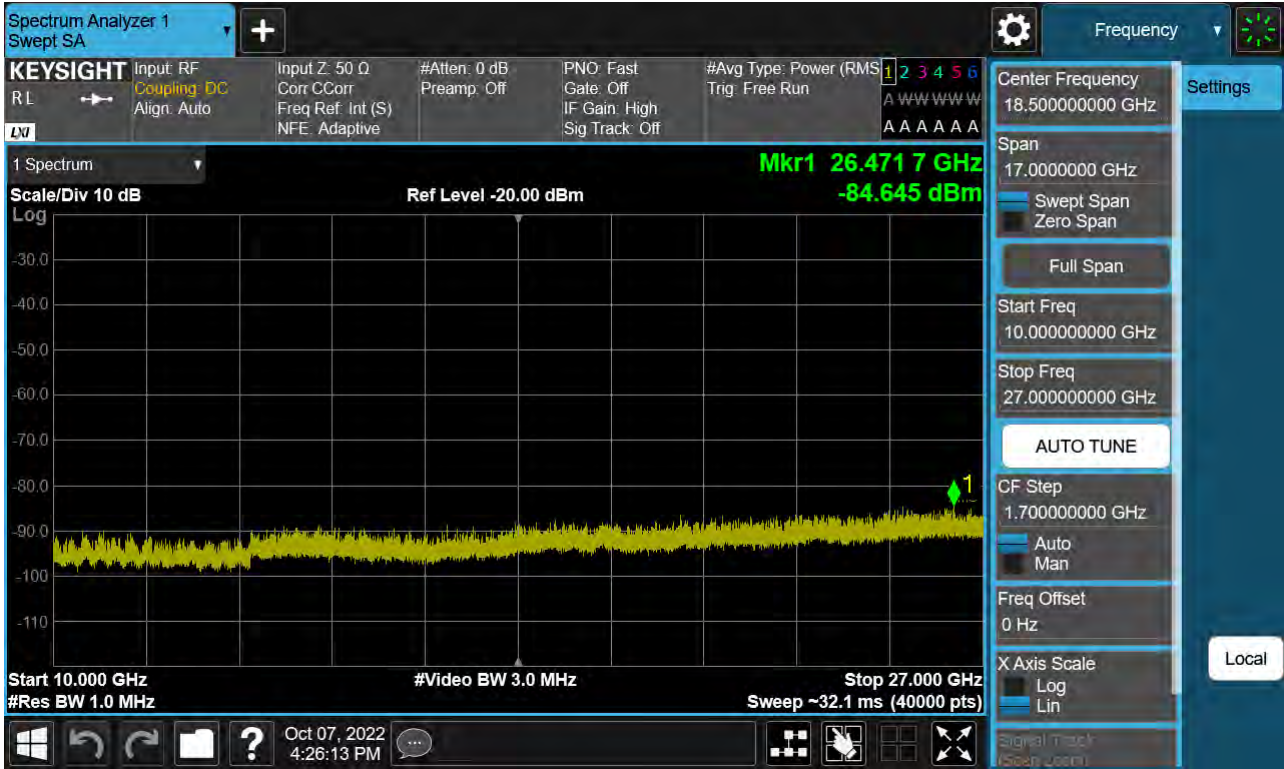 Spectrum Analyzer 1
Swept SA
Frequency
KEYSIGHT
R L
LXI
Input: RF
Coupling: DC
Align: Auto
Input Z: 50 Ω
Corr CCorr
Freq Ref: Int (S)
NFE: Adaptive
#Atten: 0 dB
Preamp: Off
PNO: Fast
Gate: Off
IF Gain: High
Sig Track: Off
#Avg Type: Power (RMS
Trig: Free Run
1 2 3 4 5 6
A W W W W W
A A A A A A
1 Spectrum
Scale/Div 10 dB
Log
Ref Level -20.00 dBm
Mkr1 26.471 7 GHz
-84.645 dBm
-30.0
-40.0
-50.0
-60.0
-70.0
-80.0
-90.0
-100
-110
1
Start 10.000 GHz
#Res BW 1.0 MHz
#Video BW 3.0 MHz
Stop 27.000 GHz
Sweep ~32.1 ms (40000 pts)
Center Frequency
18.500000000 GHz
Span
17.0000000 GHz
Swept Span
Zero Span
Full Span
Start Freq
10.000000000 GHz
Stop Freq
27.000000000 GHz
AUTO TUNE
CF Step
1.700000000 GHz
Auto
Man
Freq Offset
0 Hz
X Axis Scale
Log
Lin
Signal Track
(Span Zoom)
Settings
Local
?
Oct 07, 2022
4:26:13 PM